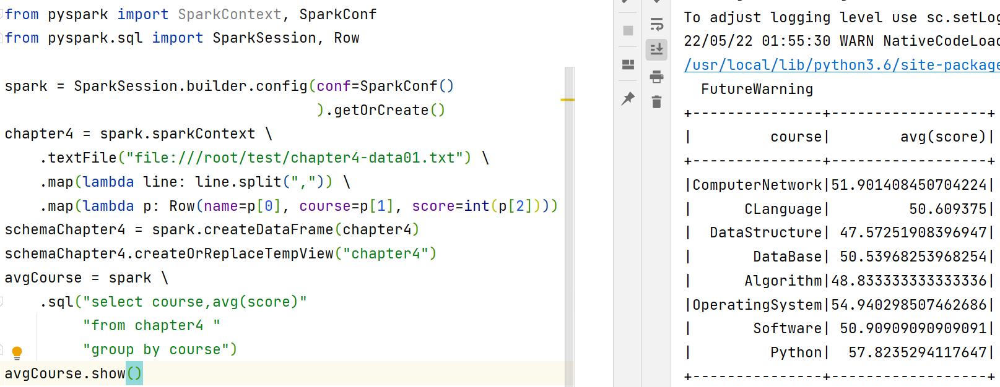 from pyspark import SparkContext, SparkConf
from pyspark.sql import SparkSession, Row
spark = SparkSession.builder.config(conf=SparkConf()
).getOrCreate()
chapter4 = spark.sparkContext \
.textFile("file:///root/test/chapter4-data01.txt") \
.map(lambda line: line.split(",")) \
.map(lambda p: Row(name=p[0], course=p[1], score=int(p[2])))
schemaChapter4 = spark.createDataFrame(chapter4)
schemaChapter4.createOrReplaceTempView("chapter4")
avgCourse = spark \
.sql("select course,avg(score)"
"from chapter4 "
"group by course")
avgCourse.show()
To adjust logging level use sc.setLog
22/05/22 01:55:30 WARN NativeCodeLoad
/usr/local/lib/python3.6/site-package
FutureWarning
+---------------+------------------+
|         course|        avg(score)|
+---------------+------------------+
|ComputerNetwork|51.901408450704224|
|      CLanguage|         50.609375|
|  DataStructure| 47.57251908396947|
|       DataBase| 50.53968253968254|
|      Algorithm|48.833333333333336|
|OperatingSystem|54.940298507462686|
|       Software| 50.90909090909091|
|         Python|  57.8235294117647|
+---------------+------------------+